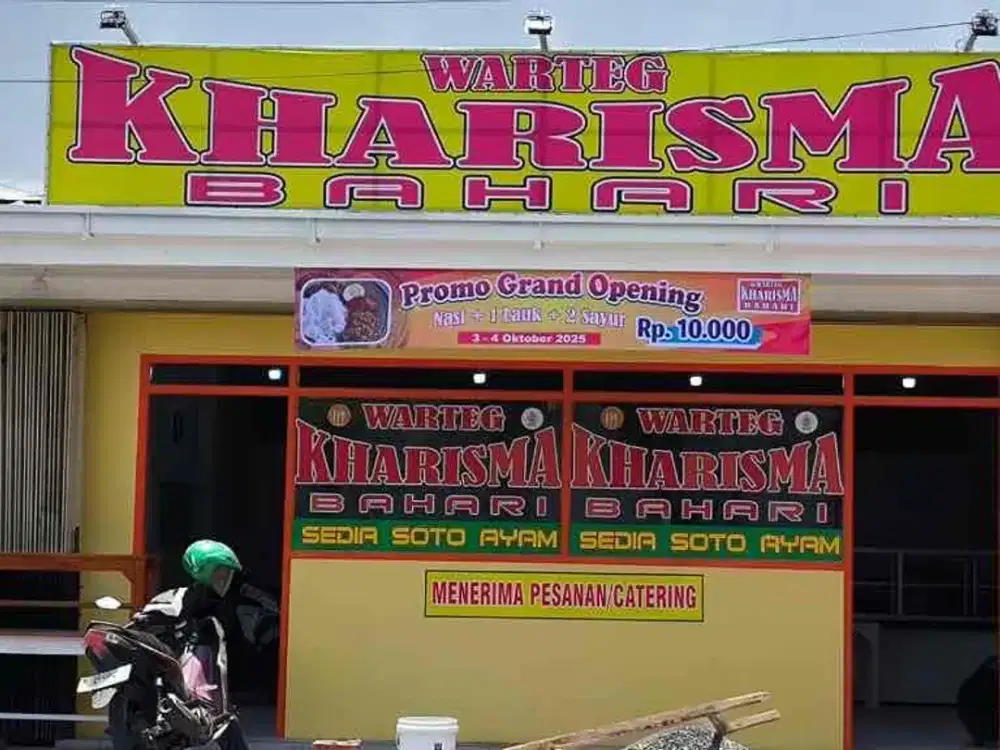 WARTEG
KHARISMA
BAHARI
Promo Grand Opening
Nasi + 1 Lauk + 2 Sayur
Rp. 10.000
3 - 4 Oktober 2025
WARTEG
KHARISMA
BAHARI
WARTEG
KHARISMA
BAHARI
SEDIA SOTO AYAM
WARTEG
KHARISMA
BAHARI
SEDIA SOTO AYAM
MENERIMA PESANAN/CATERING